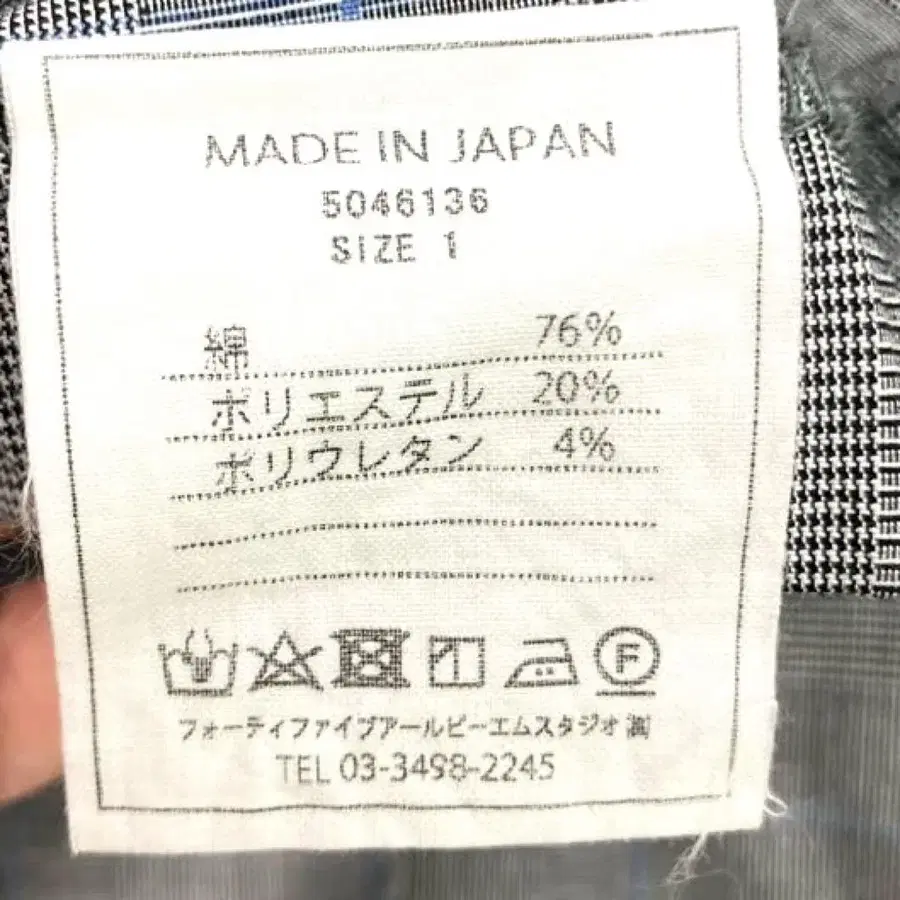 MADE IN JAPAN
5046136
SIZE 1
綿 76%
ポリエステル 20%
ポリウレタン 4%
1 F
フォーティファイブアールピーエムスタジオ㈱
TEL 03-3498-2245